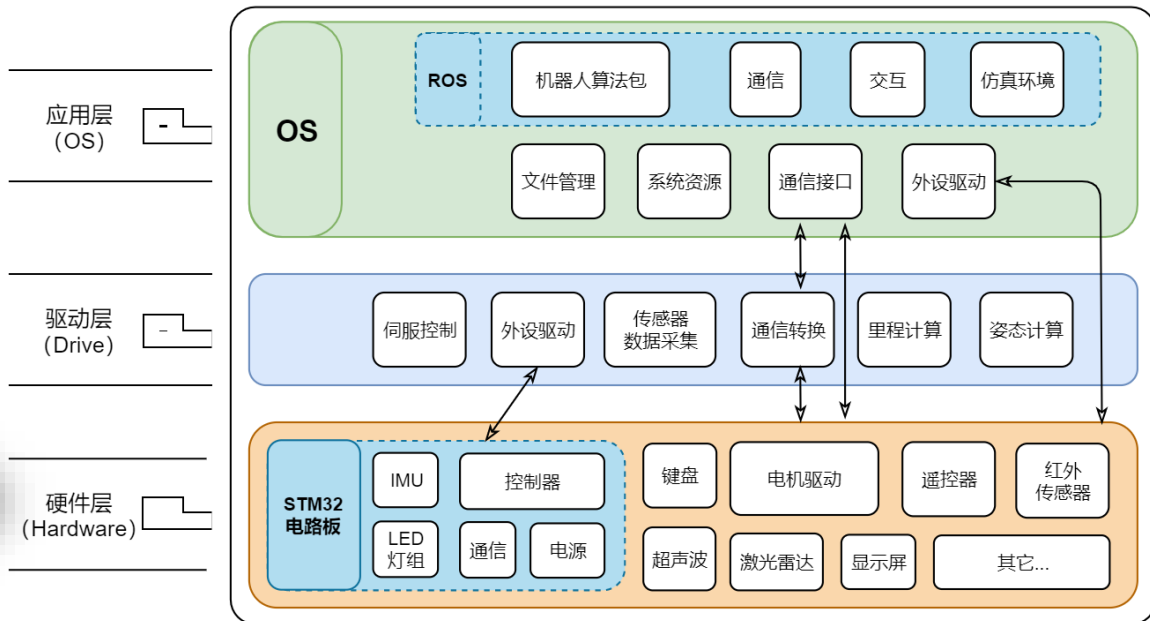 应用层
(OS)
OS
ROS
机器人算法包
通信
交互
仿真环境
文件管理
系统资源
通信接口
外设驱动
驱动层
(Drive)
伺服控制
外设驱动
传感器
数据采集
通信转换
里程计算
姿态计算
硬件层
(Hardware)
STM32
电路板
IMU
控制器
LED
灯组
通信
电源
键盘
电机驱动
遥控器
红外
传感器
超声波
激光雷达
显示屏
其它...